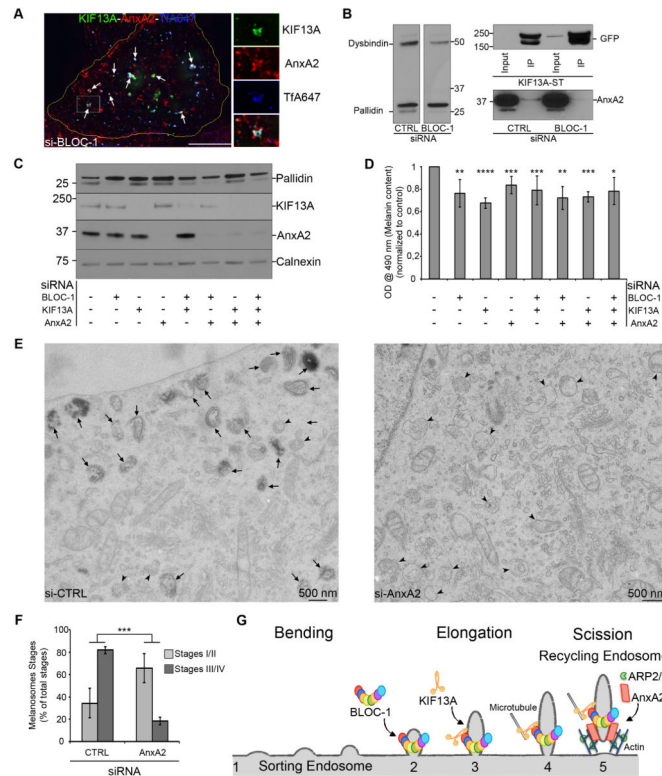 A
KIF13A-AnxA2-TfA647
si-BLOC-1
KIF13A
AnxA2
TfA647
B
Dysbindin
Pallidin
50
25
CTRL BLOC-1
siRNA
250
150
GFP
Input
IP
Input
IP
KIF13A-ST
37
AnxA2
CTRL BLOC-1
siRNA
C
25
Pallidin
250
KIF13A
37
AnxA2
75
Calnexin
siRNA
BLOC-1 - + - - + + - +
KIF13A - - + - + - + +
AnxA2 - - - + - + + +
D
OD @ 490 nm (Melanin content)
(normalized to control)
1
0,8
0,6
0,4
0,2
0
** **** *** *** ** *** *
siRNA
- + - - + + - + BLOC-1
- - + - + - + + KIF13A
- - - + - + + + AnxA2
E
si-CTRL
500 nm
si-AnxA2
500 nm
F
Melanosomes Stages
(% of total stages)
100
80
60
40
20
0
***
Stages I/II
Stages III/IV
CTRL AnxA2
siRNA
G
Bending Elongation Scission
Recycling Endosome
BLOC-1
KIF13A
Microtubule
ARP2/
AnxA2
Actin
1 Sorting Endosome 2 3 4 5